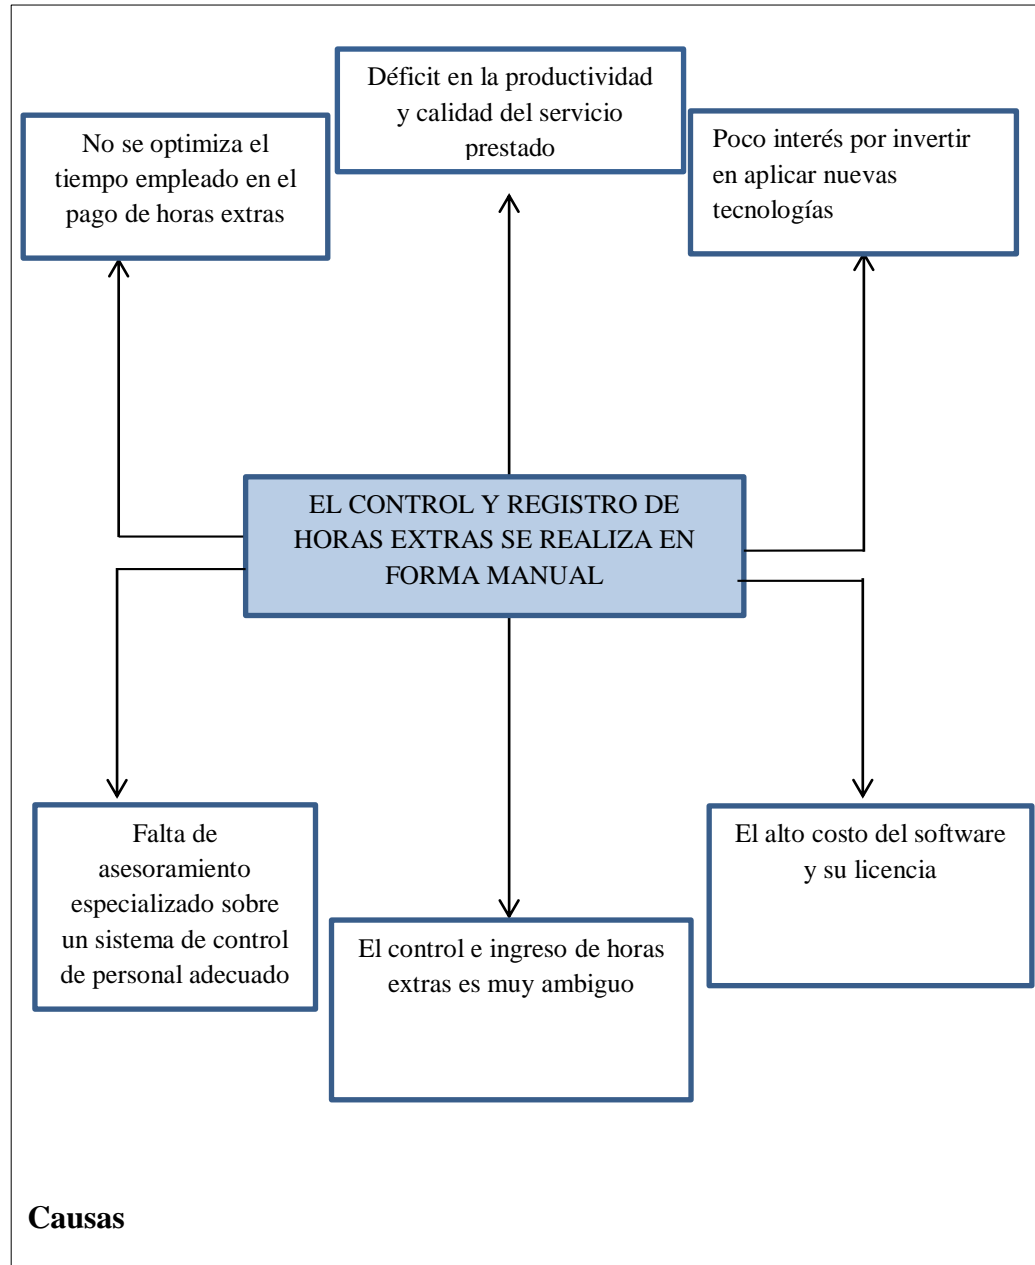 Déficit en la productividad
y calidad del servicio
prestado
No se optimiza el
tiempo empleado en el
pago de horas extras
Poco interés por invertir
en aplicar nuevas
tecnologías
EL CONTROL Y REGISTRO DE
HORAS EXTRAS SE REALIZA EN
FORMA MANUAL
Falta de
asesoramiento
especializado sobre
un sistema de control
de personal adecuado
El control e ingreso de horas
extras es muy ambiguo
El alto costo del software
y su licencia
Causas